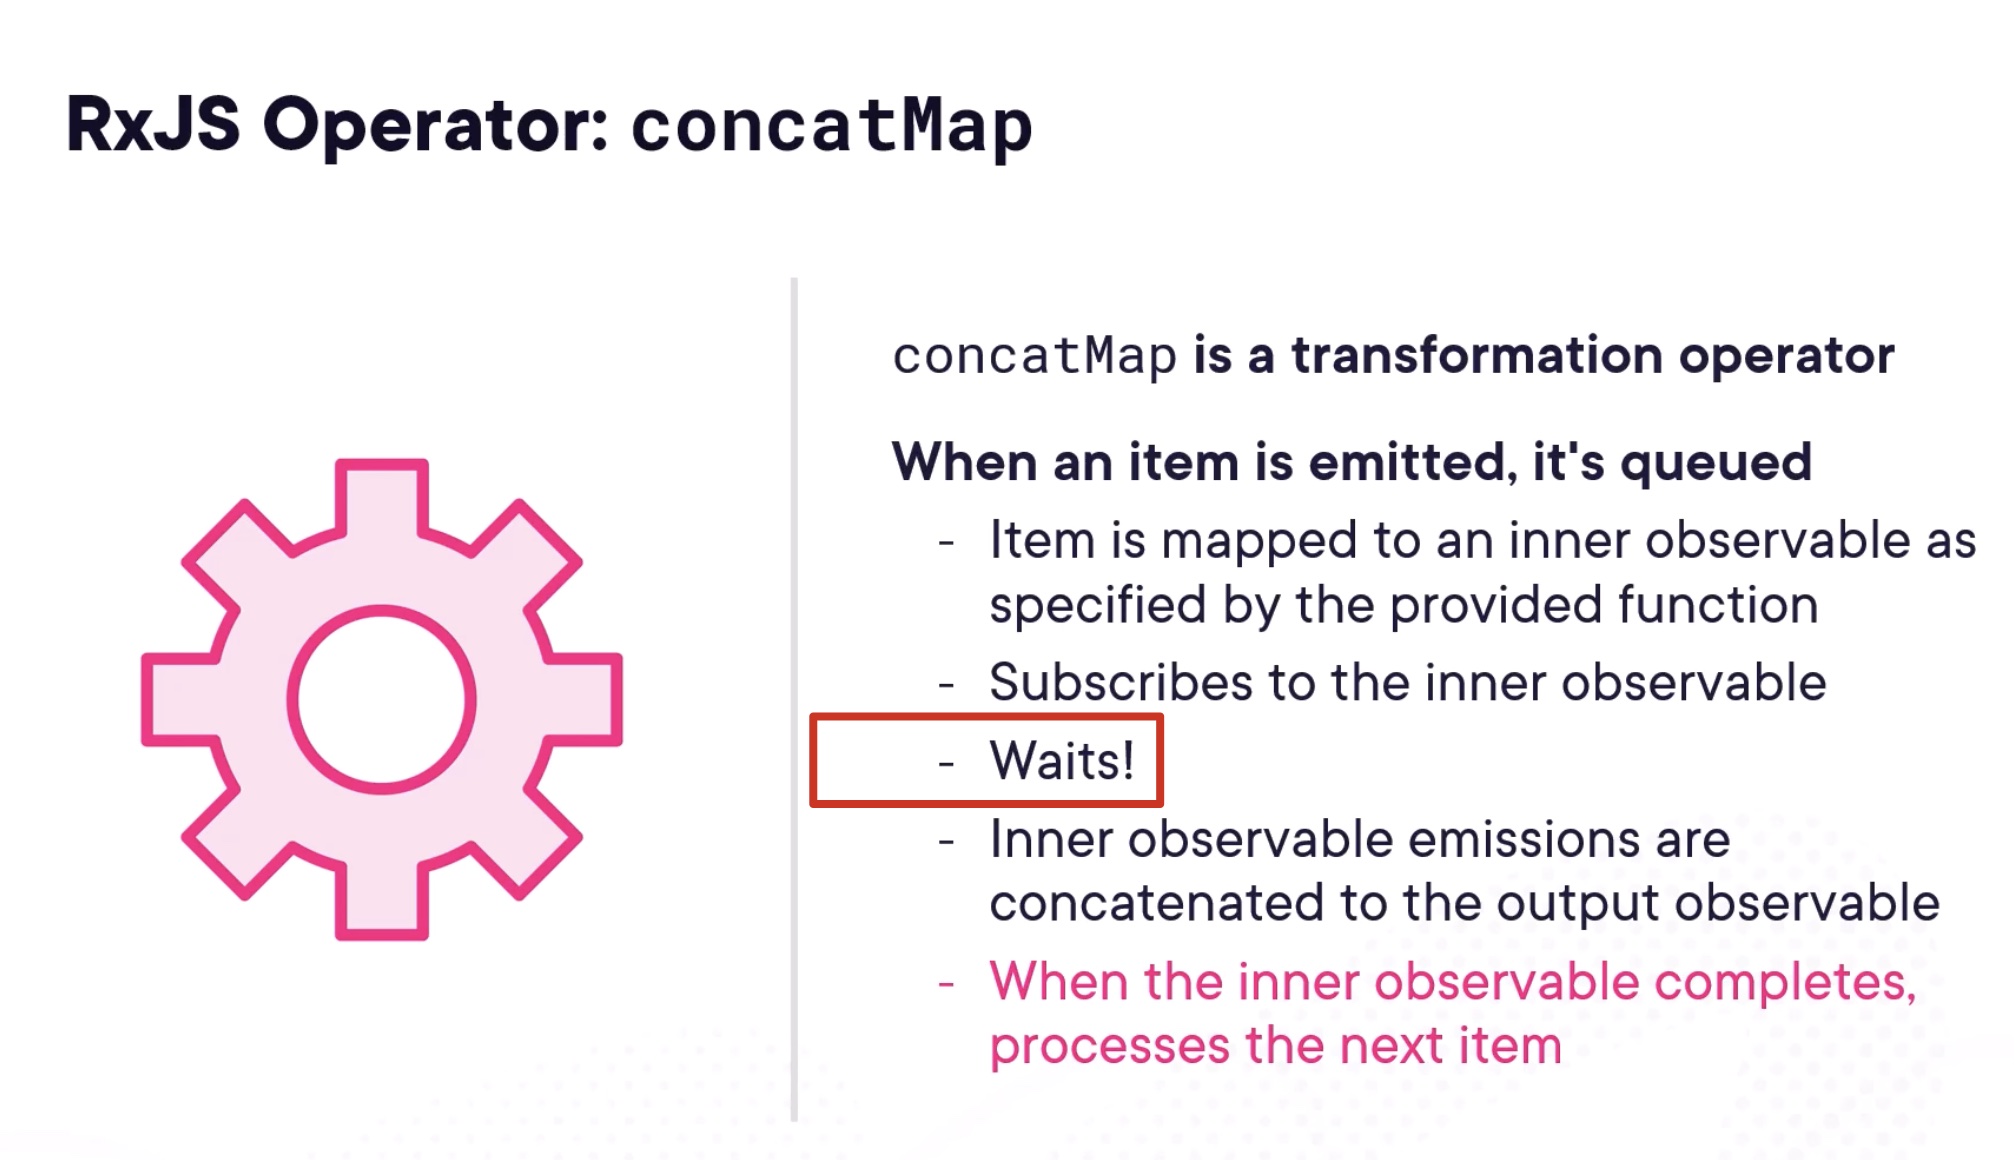 RxJS Operator: concatMap
concatMap is a transformation operator
When an item is emitted, it's queued
- Item is mapped to an inner observable as
specified by the provided function
- Subscribes to the inner observable
- Waits!
- Inner observable emissions are
concatenated to the output observable
- When the inner observable completes,
processes the next item